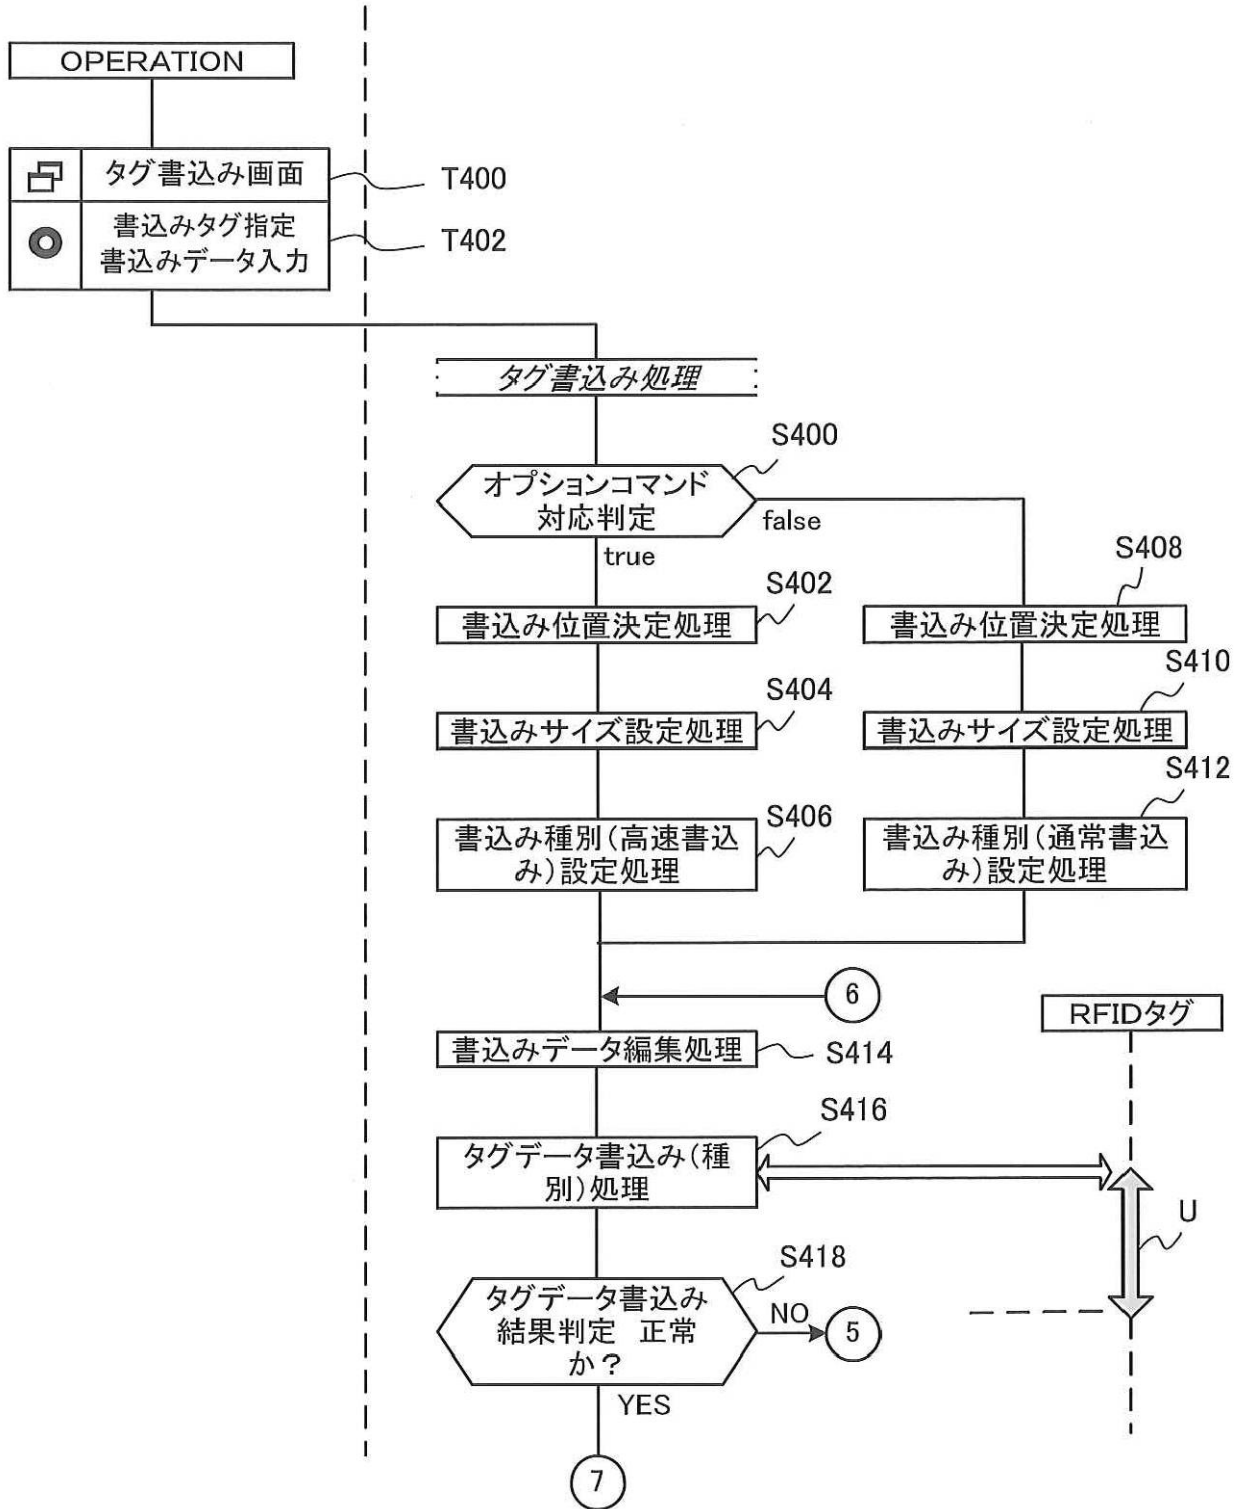 OPERATION
タグ書込み画面
T400
書込みタグ指定
書込みデータ入力
T402
タグ書込み処理
S400
オプションコマンド
対応判定
false
true
S402
書込み位置決定処理
S408
書込み位置決定処理
S404
書込みサイズ設定処理
S410
書込みサイズ設定処理
S406
書込み種別(高速書込
み)設定処理
S412
書込み種別(通常書込
み)設定処理
6
RFIDタグ
書込みデータ編集処理
S414
S416
タグデータ書込み(種
別)処理
U
S418
タグデータ書込み
結果判定 正常
か?
NO
5
YES
7